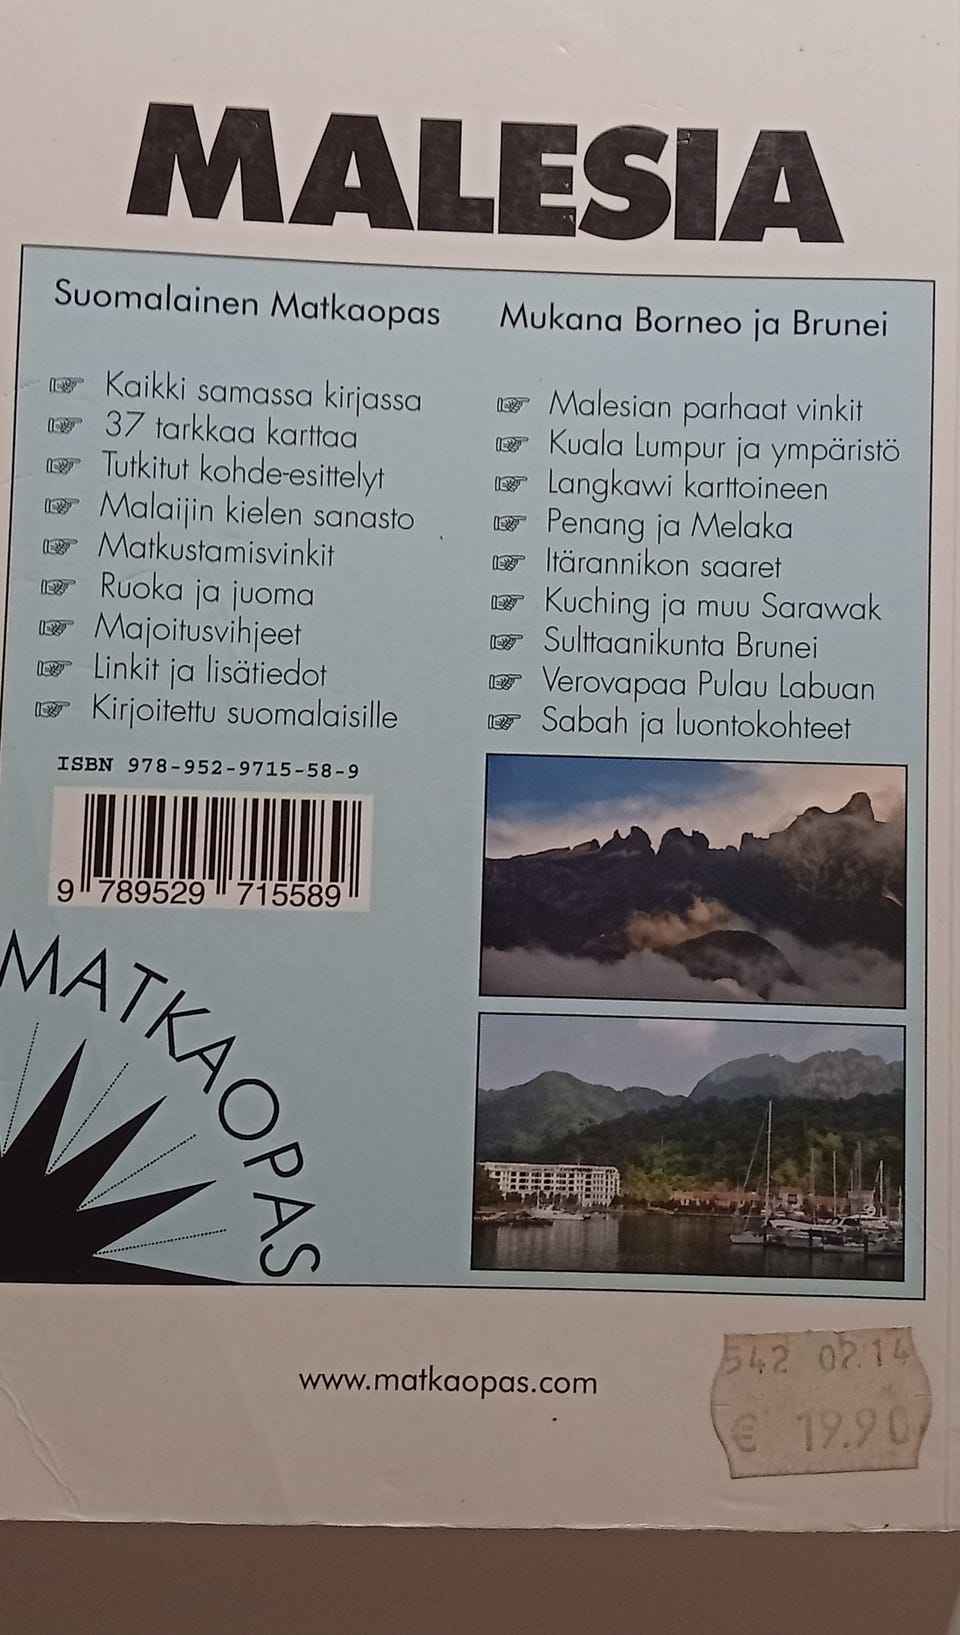 MALESIA
Suomalainen Matkaopas
Kaikki samassa kirjassa
37 tarkkaa karttaa
Tutkitut kohde-esittelyt
Malaijin kielen sanasto
Matkustamisvinkit
Ruoka ja juoma
Majoitusvihjeet
Linkit ja lisätiedot
Kirjoitettu suomalaisille
Mukana Borneo ja Brunei
Malesian parhaat vinkit
Kuala Lumpur ja ympäristö
Langkawi karttoineen
Penang ja Melaka
Itärannikon saaret
Kuching ja muu Sarawak
Sulttaanikunta Brunei
Verovapaa Pulau Labuan
Sabah ja luontokohteet
ISBN 978-952-9715-58-9
9 789529 715589
MATKAOPAS
www.matkaopas.com
542 02.14
€ 19.90